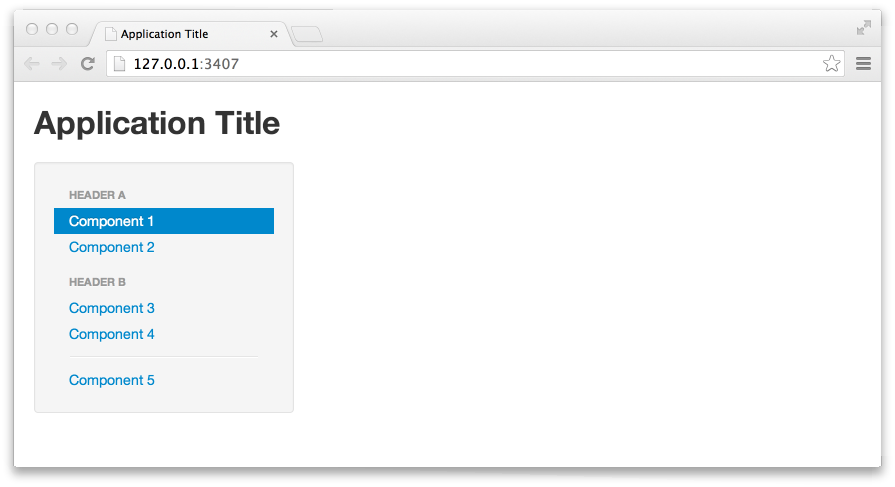 Application Title
127.0.0.1:3407
Application Title
HEADER A
Component 1
Component 2
HEADER B
Component 3
Component 4
Component 5